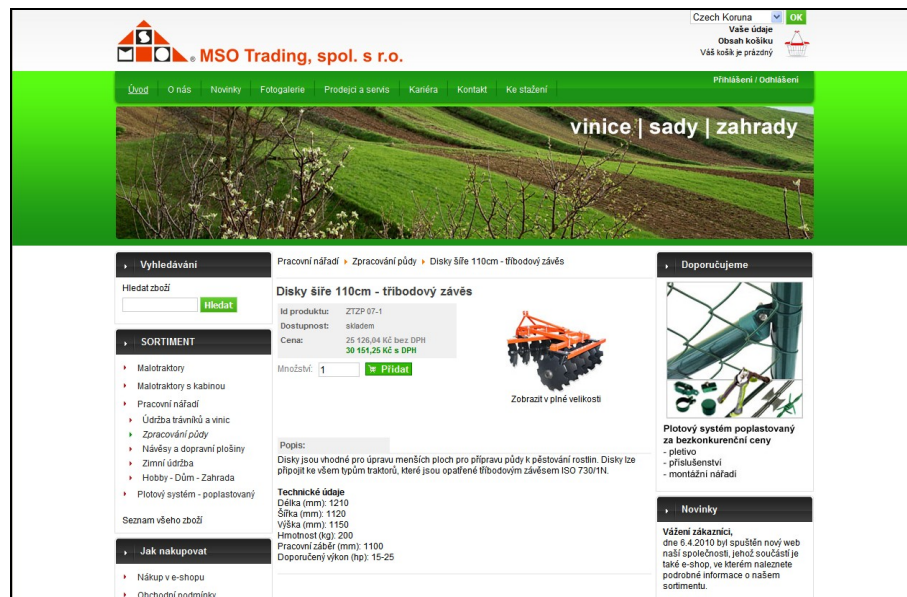 Czech Koruna OK
Vaše údaje
Obsah košíku
Váš košík je prázdný
MSO Trading, spol. s r.o.
Přihlášení / Odhlášení
Úvod O nás Novinky Fotogalerie Prodejci a servis Kariéra Kontakt Ke stažení
vinice | sady | zahrady
Vyhledávání
Hledat zboží
Hledat
SORTIMENT
Malotraktory
Malotraktory s kabinou
Pracovní nářadí
Údržba trávníků a vinic
Zpracování půdy
Návěsy a dopravní plošiny
Zimní údržba
Hobby - Dům - Zahrada
Plotový systém - poplastovaný
Seznam všeho zboží
Jak nakupovat
Nákup v e-shopu
Obchodní podmínky
Pracovní nářadí Zpracování půdy Disky šíře 110cm - tříbodový závěs
Disky šíře 110cm - tříbodový závěs
Id produktu: ZTZP 07-1
Dostupnost: skladem
Cena: 25 126,04 Kč bez DPH
30 151,25 Kč s DPH
Množství: 1 Přidat
Zobrazit v plné velikosti
Popis:
Disky jsou vhodné pro úpravu menších ploch pro přípravu půdy k pěstování rostlin. Disky lze
připojit ke všem typům traktorů, které jsou opatřené tříbodovým závěsem ISO 730/1N.
Technické údaje
Délka (mm): 1210
Šířka (mm): 1120
Výška (mm): 1150
Hmotnost (kg): 200
Pracovní záběr (mm): 1100
Doporučený výkon (hp): 15-25
Doporučujeme
Plotový systém poplastovaný
za bezkonkurenční ceny
- pletivo
- příslušenství
- montážní nářadí
Novinky
Vážení zákazníci,
dne 6.4.2010 byl spuštěn nový web
naší společnosti, jehož součástí je
také e-shop, ve kterém naleznete
podrobné informace o našem
sortimentu.